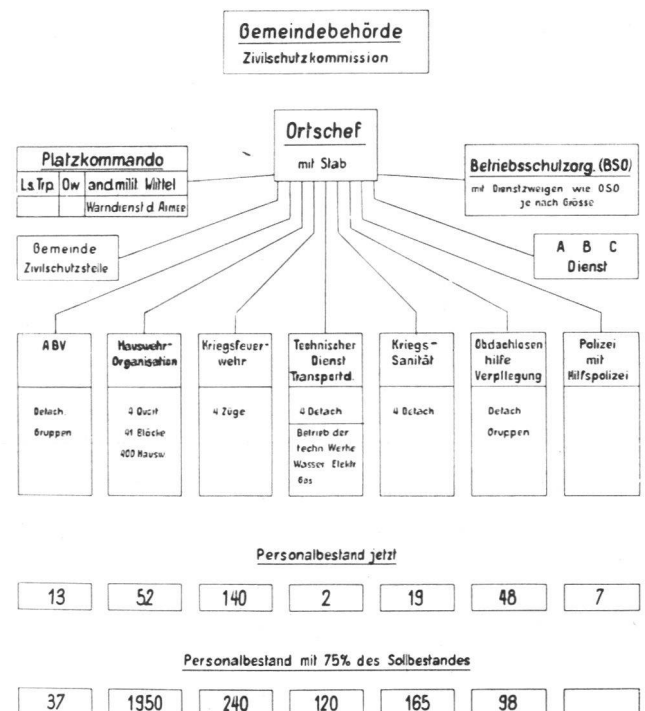 Gemeindebehörde
Zivilschutzkommission
Ortschef
mit Stab
Platzkommando
Ls.Trp. Ow and.milit. Mittel
Warndienst d. Armee
Betriebsschutzorg. (BSO)
mit Dienstzweigen wie OSO
je nach Grösse
Gemeinde
Zivilschutzstelle
A B C
Dienst
ABV
Detach.
Gruppen
Hauswehr-
Organisation
Quart
Blöcke
400 Hausw.
Kriegsfeuer-
wehr
4 Züge
Technischer
Dienst
Transportd.
4 Detach
Betrieb der
techn Werke
Wasser Elektr
Gas
Kriegs-
Sanität
4 Detach
Obdachlosen
hilfe
Verpflegung
Detach
Gruppen
Polizei
mit
Hilfspolizei
Personalbestand jetzt
13 52 140 2 19 48 7
Personalbestand mit 75% des Sollbestandes
37 1950 240 120 165 98